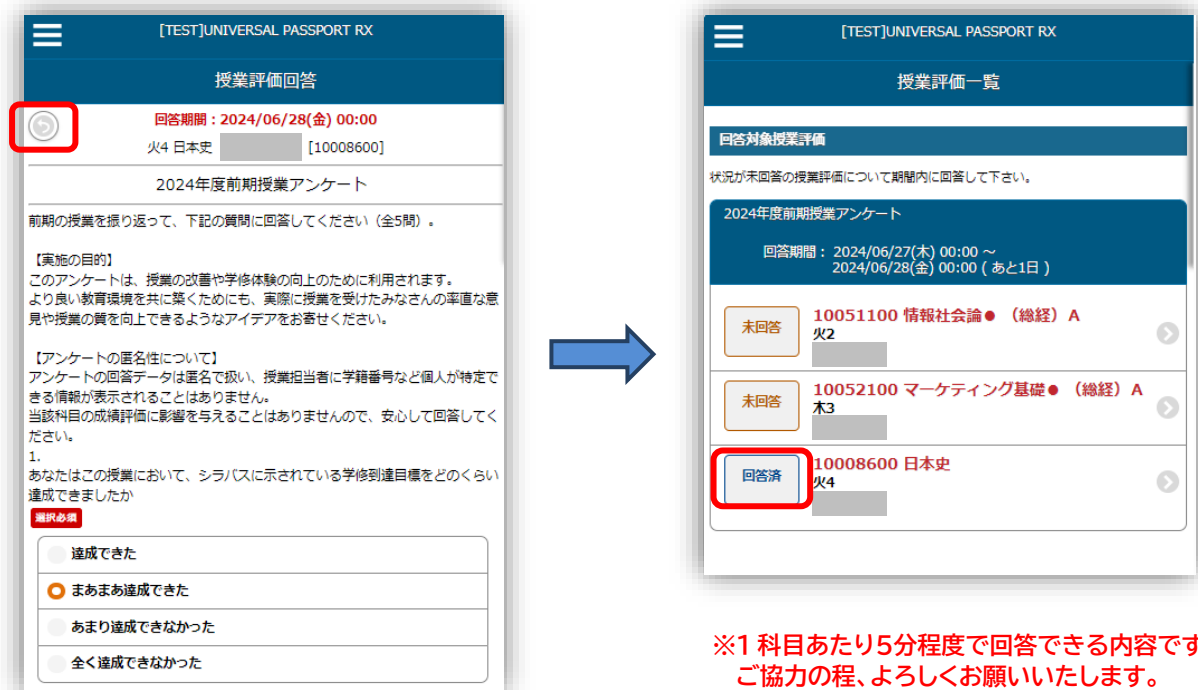 [TEST]UNIVERSAL PASSPORT RX
授業評価回答
回答期間：2024/06/28(金) 00:00
火4 日本史 [10008600]
2024年度前期授業アンケート
前期の授業を振り返って、下記の質問に回答してください（全5問）。
【実施の目的】
このアンケートは、授業の改善や学修体験の向上のために利用されます。
より良い教育環境を共に築くためにも、実際に授業を受けたみなさんの率直な意
見や授業の質を向上できるようなアイデアをお寄せください。
【アンケートの匿名性について】
アンケートの回答データは匿名で扱い、授業担当者に学籍番号など個人が特定で
きる情報が表示されることはありません。
当該科目の成績評価に影響を与えることはありませんので、安心して回答してく
ださい。
1.
あなたはこの授業において、シラバスに示されている学修到達目標をどのくらい
達成できましたか
選択必須
達成できた
まあまあ達成できた
あまり達成できなかった
全く達成できなかった
[TEST]UNIVERSAL PASSPORT RX
授業評価一覧
回答対象授業評価
状況が未回答の授業評価について期間内に回答して下さい。
2024年度前期授業アンケート
回答期間： 2024/06/27(木) 00:00 ～
2024/06/28(金) 00:00 ( あと1日 )
未回答
10051100 情報社会論● （総経）A
火2
未回答
10052100 マーケティング基礎● （総経）A
木3
回答済
10008600 日本史
火4
※1 科目あたり5分程度で回答できる内容です
ご協力の程、よろしくお願いいたします。